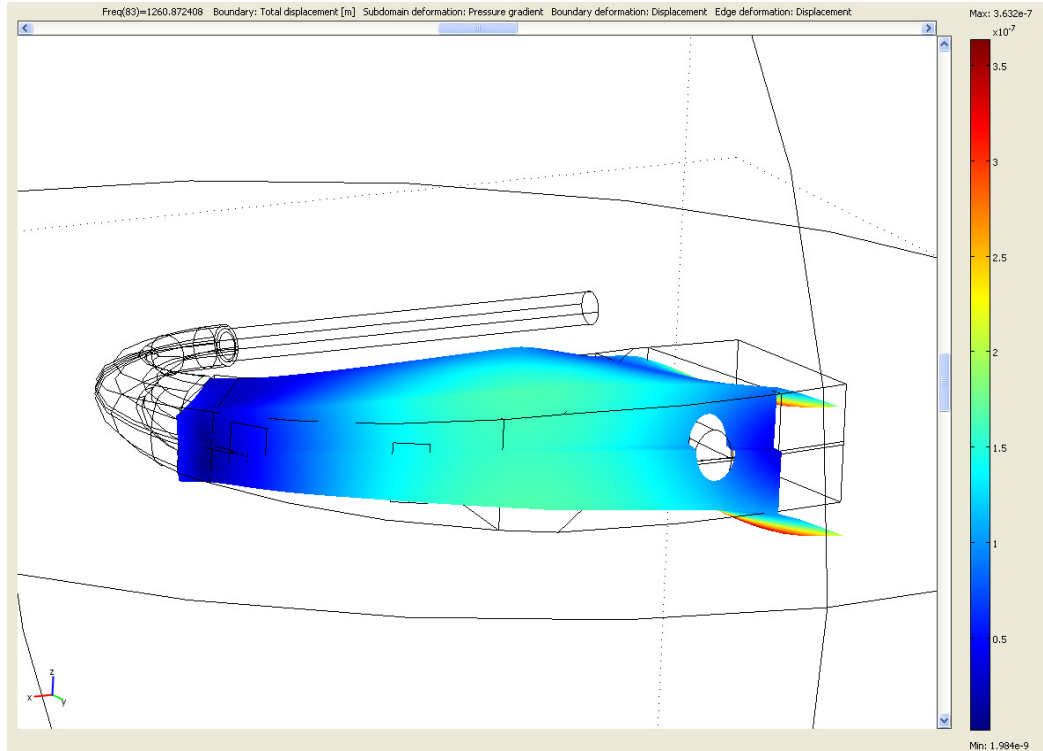 Freq(83)=1260.872408 Boundary: Total displacement [m] Subdomain deformation: Pressure gradient Boundary deformation: Displacement Edge deformation: Displacement
Max: 3.632e-7
×10⁻⁷
3.5
3
2.5
2
1.5
1
0.5
Min: 1.984e-9
z
x
y